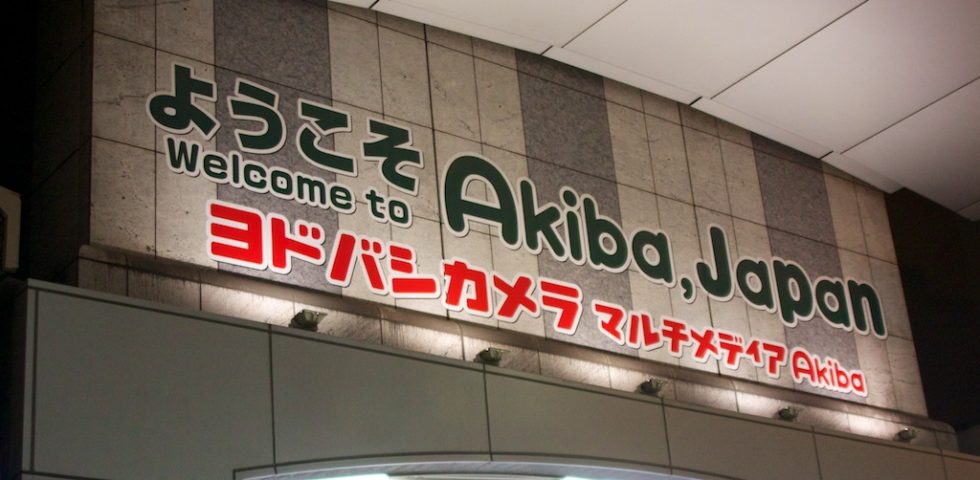 ようこそ
Welcome to Akiba, Japan
ヨドバシカメラ マルチメディア Akiba